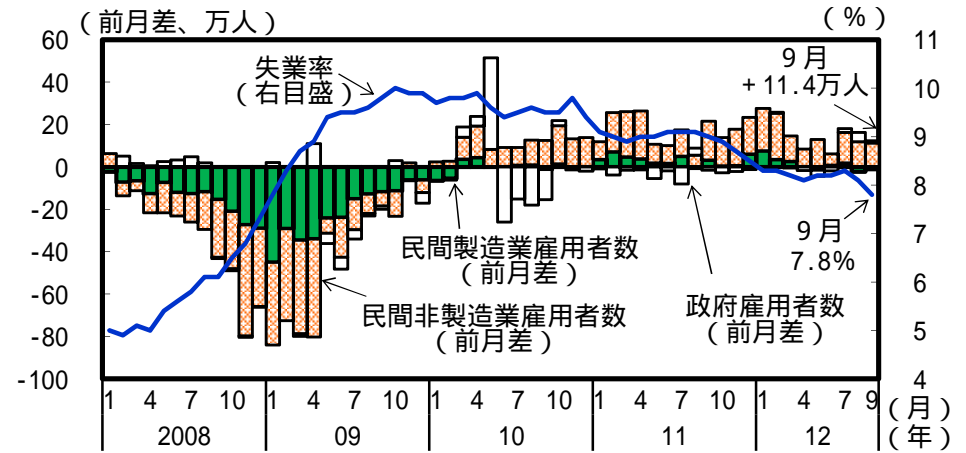 (前月差、万人)
(%)
60
40
20
0
-20
-40
-60
-80
-100
11
10
9
8
7
6
5
4
失業率
(右目盛)
9月
+11.4万人
9月
7.8%
民間製造業雇用者数
(前月差)
民間非製造業雇用者数
(前月差)
政府雇用者数
(前月差)
1 4 7 10 1 4 7 10 1 4 7 10 1 4 7 10 1 4 7 9 (月)
2008 09 10 11 12 (年)